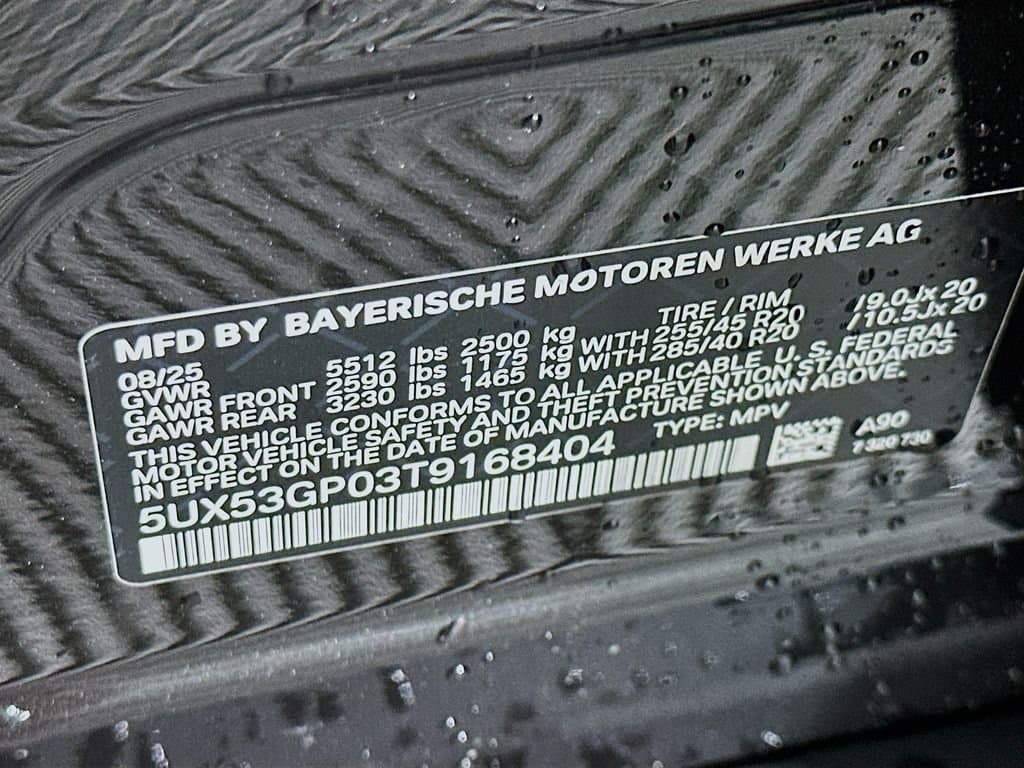 MFD BY BAYERISCHE MOTOREN WERKE AG
08/25 TIRE / RIM
GVWR 5512 lbs 2500 kg
GAWR FRONT 2590 lbs 1175 kg WITH 255/45 R20 /9.0Jx20
GAWR REAR 3230 lbs 1465 kg WITH 285/40 R20 /10.5Jx20
THIS VEHICLE CONFORMS TO ALL APPLICABLE U. S. FEDERAL
MOTOR VEHICLE SAFETY AND THEFT PREVENTION STANDARDS
IN EFFECT ON THE DATE OF MANUFACTURE SHOWN ABOVE.
5UX53GP03T9168404 TYPE: MPV A90
7 320 730